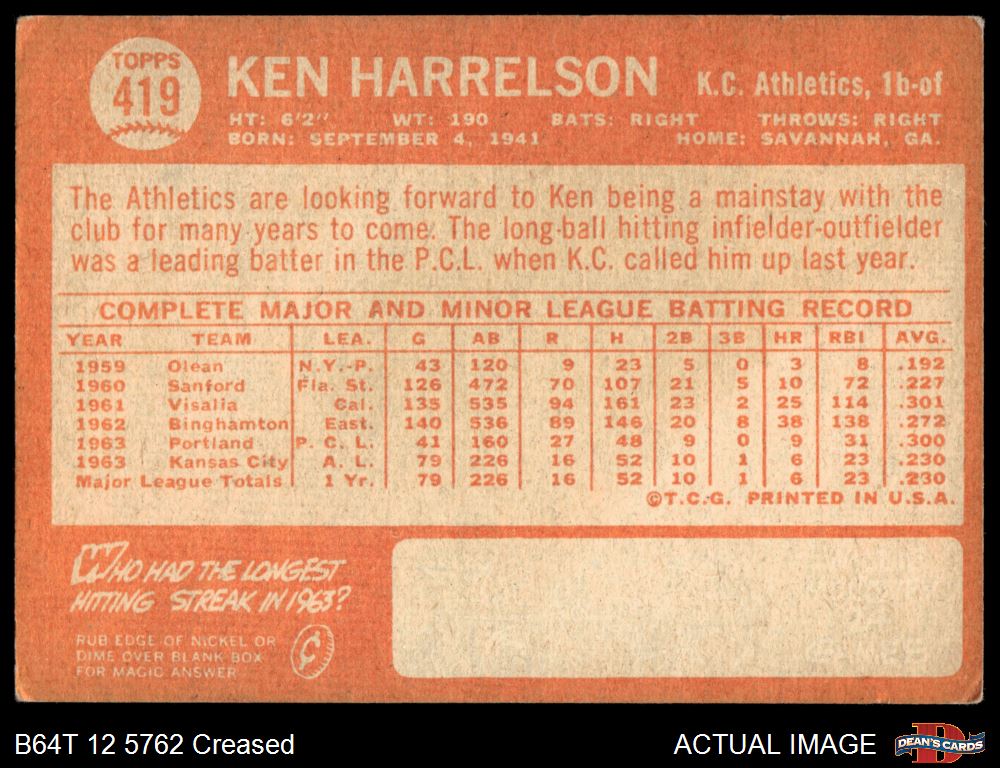 TOPPS
419
KEN HARRELSON K.C. Athletics, 1b-of
HT: 6'2" WT: 190 BATS: RIGHT THROWS: RIGHT
BORN: SEPTEMBER 4, 1941 HOME: SAVANNAH, GA.
The Athletics are looking forward to Ken being a mainstay with the
club for many years to come. The long-ball hitting infielder-outfielder
was a leading batter in the P.C.L. when K.C. called him up last year.
COMPLETE MAJOR AND MINOR LEAGUE BATTING RECORD
YEAR TEAM LEA. G AB R H 2B 3B HR RBI AVG.
1959 Olean N.Y.-P. 43 120 9 23 5 0 3 8 .192
1960 Sanford Fla. St. 126 472 70 107 21 5 10 72 .227
1961 Visalia Cal. 135 535 94 161 23 2 25 114 .301
1962 Binghamton East. 140 536 89 146 20 8 38 138 .272
1963 Portland P. C. L. 41 160 27 48 9 0 9 31 .300
1963 Kansas City A. L. 79 226 16 52 10 1 6 23 .230
Major League Totals 1 Yr. 79 226 16 52 10 1 6 23 .230
©T.C.G. PRINTED IN U.S.A.
WHO HAD THE LONGEST
HITTING STREAK IN 1963?
RUB EDGE OF NICKEL OR
DIME OVER BLANK BOX
FOR MAGIC ANSWER
B64T 12 5762 Creased ACTUAL IMAGE
D
DEAN'S CARDS